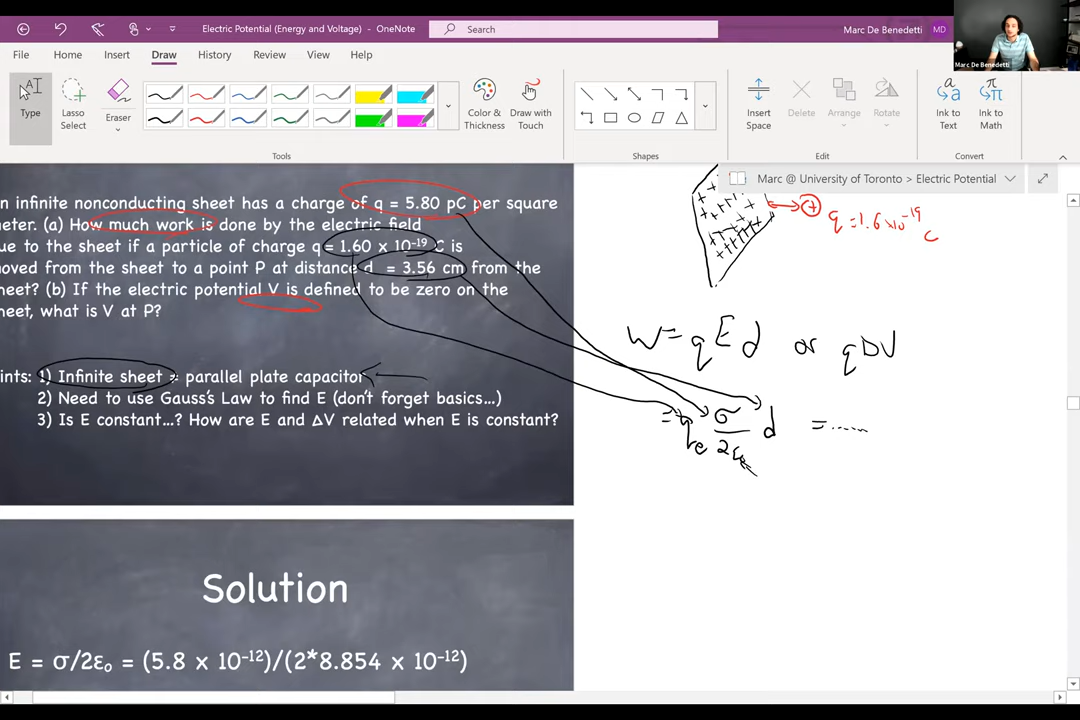 Electric Potential (Energy and Voltage) - OneNote
Search
Marc De Benedetti
MD
Marc De Benedetti
File Home Insert Draw History Review View Help
Type
Lasso Select
Eraser
Color & Thickness
Draw with Touch
Insert Space
Delete
Arrange
Rotate
Ink to Text
Ink to Math
Tools
Shapes
Edit
Convert
Marc @ University of Toronto > Electric Potential
n infinite nonconducting sheet has a charge of q = 5.80 pC per square
eter. (a) How much work is done by the electric field
ue to the sheet if a particle of charge q = 1.60 x 10⁻¹⁹ C is
oved from the sheet to a point P at distance d = 3.56 cm from the
heet? (b) If the electric potential V is defined to be zero on the
heet, what is V at P?
ints: 1) Infinite sheet = parallel plate capacitor
2) Need to use Gauss's Law to find E (don't forget basics...)
3) Is E constant...? How are E and ΔV related when E is constant?
Solution
E = σ/2ε₀ = (5.8 x 10⁻¹²)/(2*8.854 x 10⁻¹²)
+
q = 1.6 x 10⁻¹⁹ C
W = q E d or q ΔV
= qe σ/2ε₀ d = ......